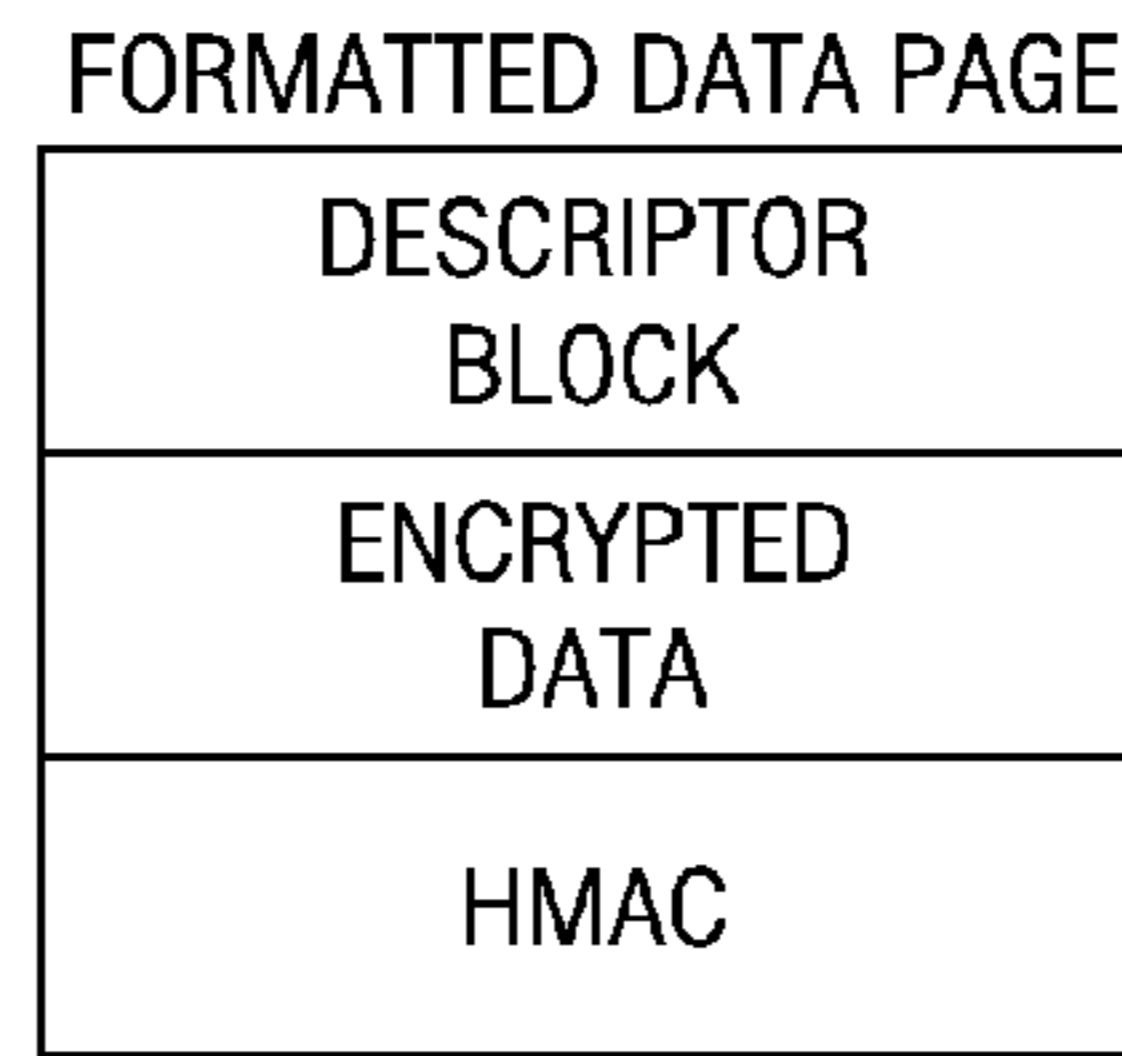 FORMATTED DATA PAGE
DESCRIPTOR
BLOCK
ENCRYPTED
DATA
HMAC